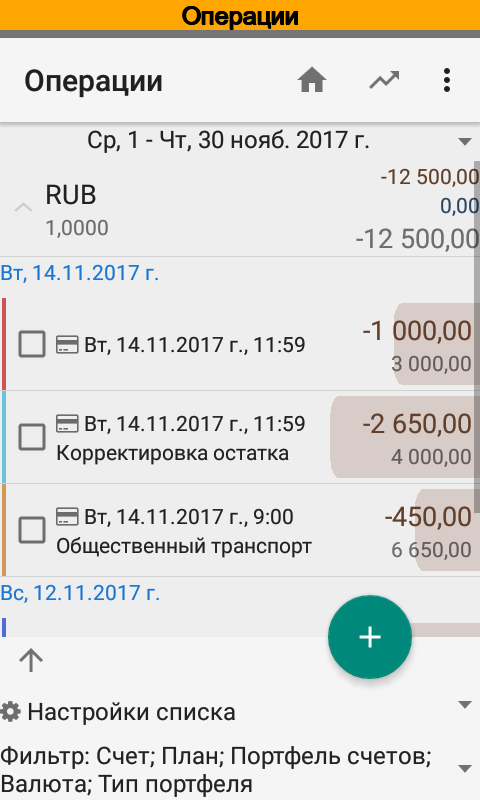 Операции
Операции
Ср, 1 - Чт, 30 нояб. 2017 г.
RUB
-12 500,00
0,00
1,0000
-12 500,00
Вт, 14.11.2017 г.
-1 000,00
Вт, 14.11.2017 г., 11:59
3 000,00
Вт, 14.11.2017 г., 11:59
-2 650,00
Корректировка остатка
4 000,00
Вт, 14.11.2017 г., 9:00
-450,00
Общественный транспорт
6 650,00
Вс, 12.11.2017 г.
Настройки списка
Фильтр: Счет; План; Портфель счетов;
Валюта; Тип портфеля